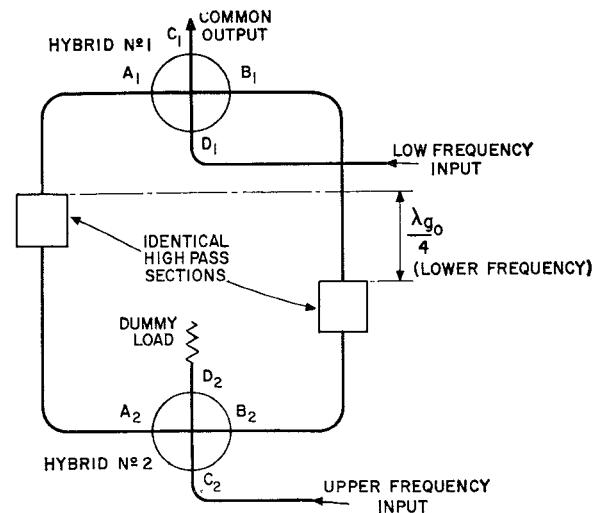 C₁ COMMON
OUTPUT
HYBRID Nº1
A₁
B₁
D₁
LOW FREQUENCY
INPUT
λg₀
4
(LOWER FREQUENCY)
IDENTICAL
HIGH PASS
SECTIONS
DUMMY
LOAD
D₂
A₂
B₂
HYBRID Nº2
C₂
UPPER FREQUENCY
INPUT